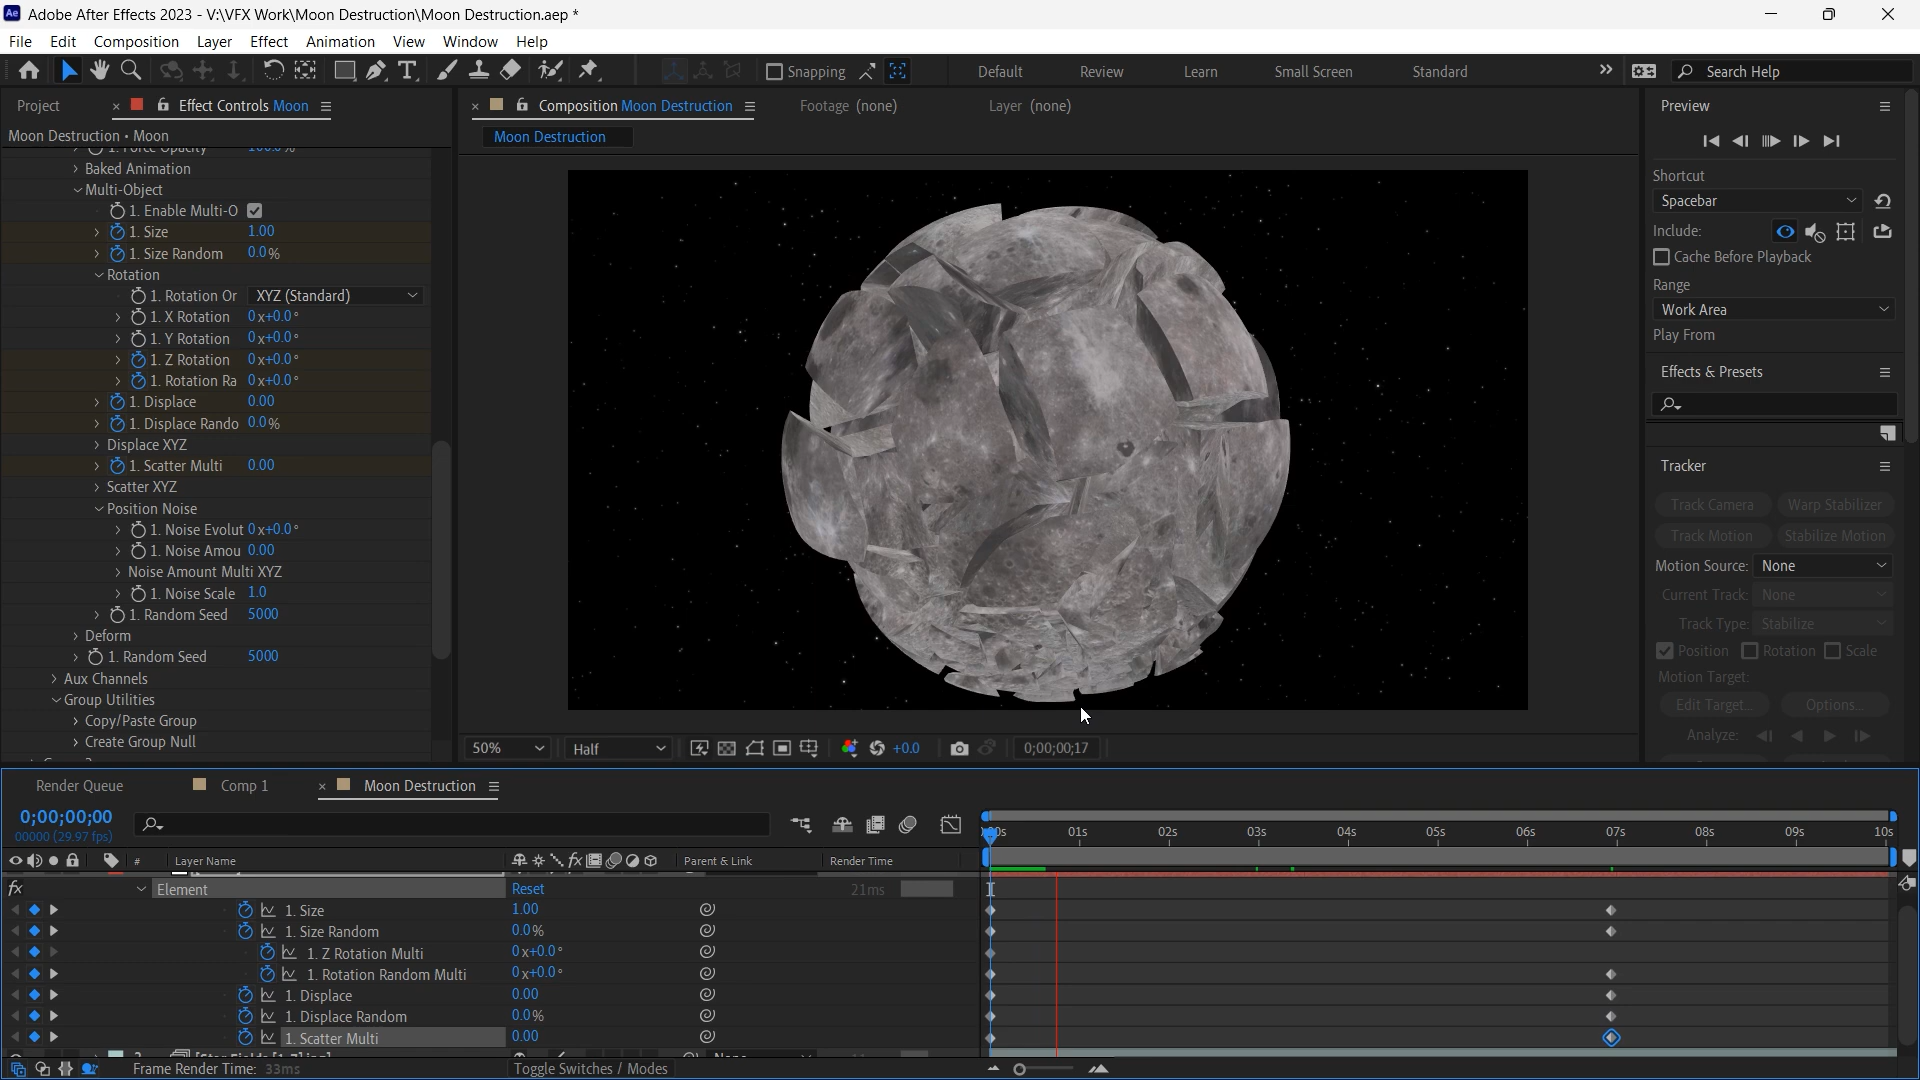 Ae Adobe After Effects 2023 - V:\VFX Work\Moon Destruction\Moon Destruction.aep *
File Edit Composition Layer Effect Animation View Window Help
Snapping Default Review Learn Small Screen Standard Search Help
Project × Effect Controls Moon
× Composition Moon Destruction Footage (none) Layer (none)
Preview
Moon Destruction • Moon
Moon Destruction
1. Force Opacity
Baked Animation
Multi-Object
1. Enable Multi-O
1. Size 1.00
1. Size Random 0.0%
Rotation
1. Rotation Or XYZ (Standard)
1. X Rotation 0x+0.0°
1. Y Rotation 0x+0.0°
1. Z Rotation 0x+0.0°
1. Rotation Ra 0x+0.0°
1. Displace 0.00
1. Displace Rando 0.0%
Displace XYZ
1. Scatter Multi 0.00
Scatter XYZ
Position Noise
1. Noise Evolut 0x+0.0°
1. Noise Amou 0.00
Noise Amount Multi XYZ
1. Noise Scale 1.0
1. Random Seed 5000
Deform
1. Random Seed 5000
Aux Channels
Group Utilities
Copy/Paste Group
Create Group Null
Shortcut
Spacebar
Include:
Cache Before Playback
Range
Work Area
Play From
Effects & Presets
Tracker
Track Camera Warp Stabilizer
Track Motion Stabilize Motion
Motion Source: None
Current Track: None
Track Type: Stabilize
Position Rotation Scale
Motion Target:
Edit Target... Options...
Analyze:
50% Half +0.0 0;00;00;17
Render Queue Comp 1 × Moon Destruction
0;00;00;00
00000 (29.97 fps)
00s 01s 02s 03s 04s 05s 06s 07s 08s 09s 10s
# Layer Name fx Parent & Link Render Time
fx Element Reset 21ms
1. Size 1.00
1. Size Random 0.0%
1. Z Rotation Multi 0x+0.0°
1. Rotation Random Multi 0x+0.0°
1. Displace 0.00
1. Displace Random 0.0%
1. Scatter Multi 0.00
Frame Render Time: 33ms Toggle Switches / Modes